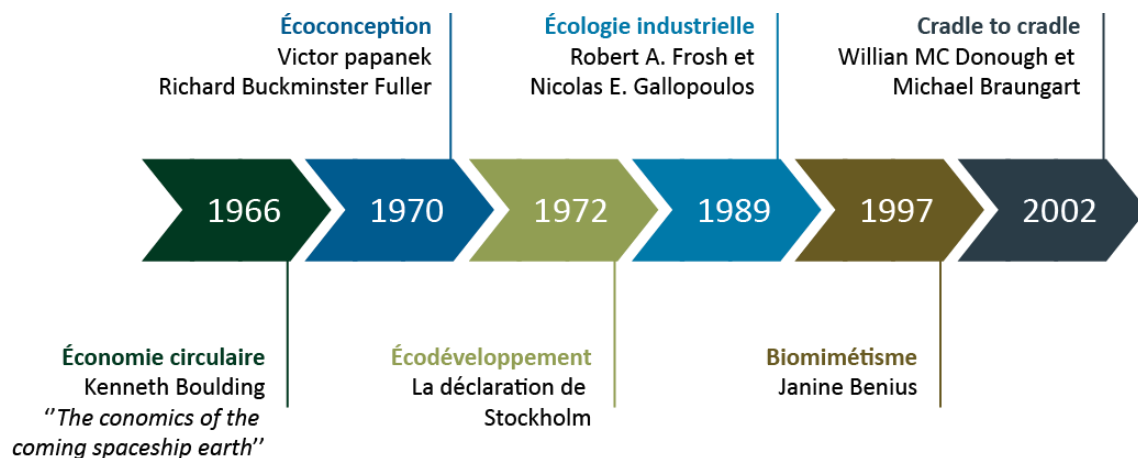 Écoconception
Victor papanek
Richard Buckminster Fuller
Écologie industrielle
Robert A. Frosh et
Nicolas E. Gallopoulos
Cradle to cradle
Willian MC Donough et
Michael Braungart
1966
1970
1972
1989
1997
2002
Économie circulaire
Kenneth Boulding
‘’The conomics of the
coming spaceship earth’’
Écodéveloppement
La déclaration de
Stockholm
Biomimétisme
Janine Benius